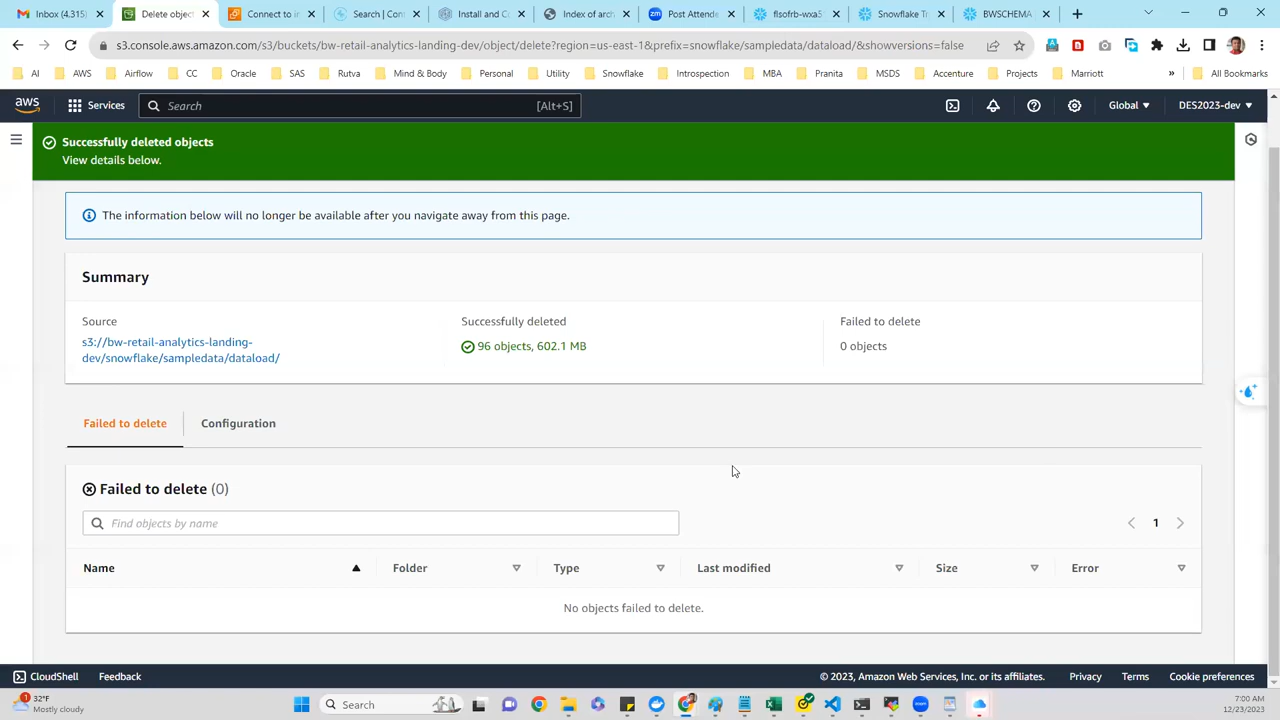 Inbox (4,315)
Delete objec
Connect to i
Search | Con
Install and Co
Index of arch
Post Attende
flsofrb-wxa5
Snowflake T
BWSCHEMA
s3.console.aws.amazon.com/s3/buckets/bw-retail-analytics-landing-dev/object/delete?region=us-east-1&prefix=snowflake/sampledata/dataload/&showversions=false
AI
AWS
Airflow
CC
Oracle
SAS
Rutva
Mind & Body
Personal
Utility
Snowflake
Introspection
MBA
Pranita
MSDS
Accenture
Projects
Marriott
»
All Bookmarks
aws
Services
Search
[Alt+S]
Global
DES2023-dev
Successfully deleted objects
View details below.
The information below will no longer be available after you navigate away from this page.
Summary
Source
Successfully deleted
Failed to delete
s3://bw-retail-analytics-landing-
dev/snowflake/sampledata/dataload/
96 objects, 602.1 MB
0 objects
Failed to delete
Configuration
Failed to delete (0)
Find objects by name
1
Name
Folder
Type
Last modified
Size
Error
No objects failed to delete.
CloudShell
Feedback
© 2023, Amazon Web Services, Inc. or its affiliates.
Privacy
Terms
Cookie preferences
1
32°F
Mostly cloudy
Search
7:00 AM
12/23/2023